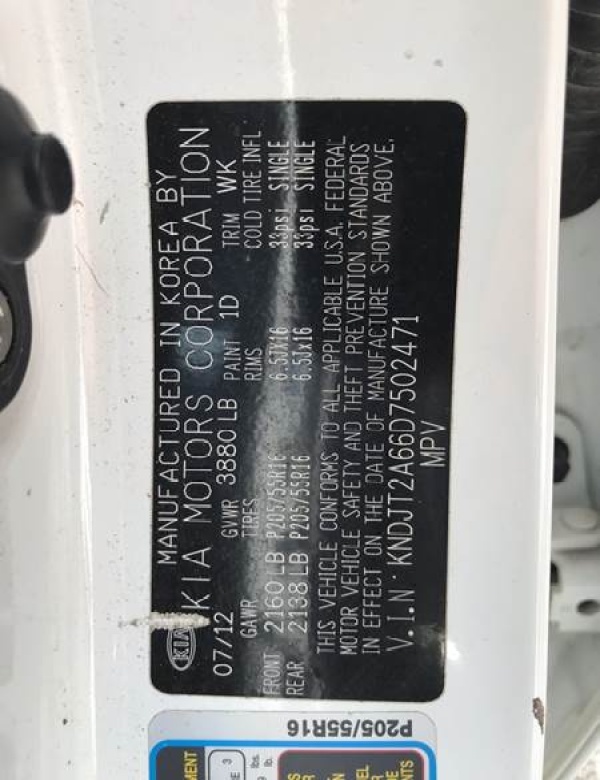 MANUFACTURED IN KOREA BY
KIA KIA MOTORS CORPORATION
07/12 GVWR 3880 LB PAINT 1D TRIM WK
GAWR TIRES RIMS COLD TIRE INFL
FRONT 2160 LB P205/55R16 6.5Jx16 33psi SINGLE
REAR 2138 LB P205/55R16 6.5Jx16 33psi SINGLE
THIS VEHICLE CONFORMS TO ALL APPLICABLE U.S.A. FEDERAL
MOTOR VEHICLE SAFETY AND THEFT PREVENTION STANDARDS
IN EFFECT ON THE DATE OF MANUFACTURE SHOWN ABOVE.
V.I.N : KNDJT2A66D7502471
MPV
P205/55R16